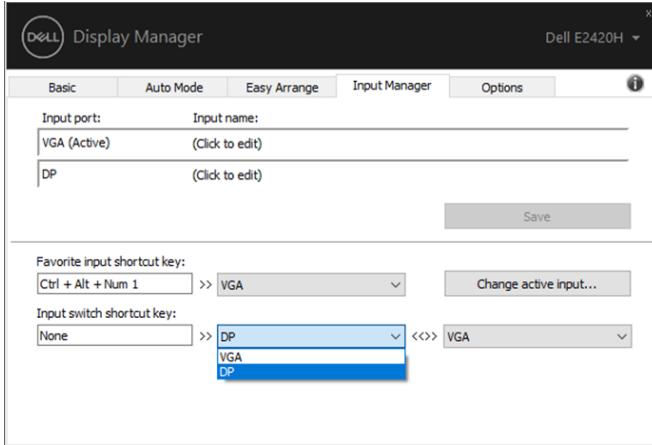 x
DELL Display Manager Dell E2420H
Basic Auto Mode Easy Arrange Input Manager Options i
Input port: Input name:
VGA (Active) (Click to edit)
DP (Click to edit)
Save
Favorite input shortcut key:
Ctrl + Alt + Num 1 >> VGA Change active input...
Input switch shortcut key:
None >> DP <<>> VGA
VGA
DP